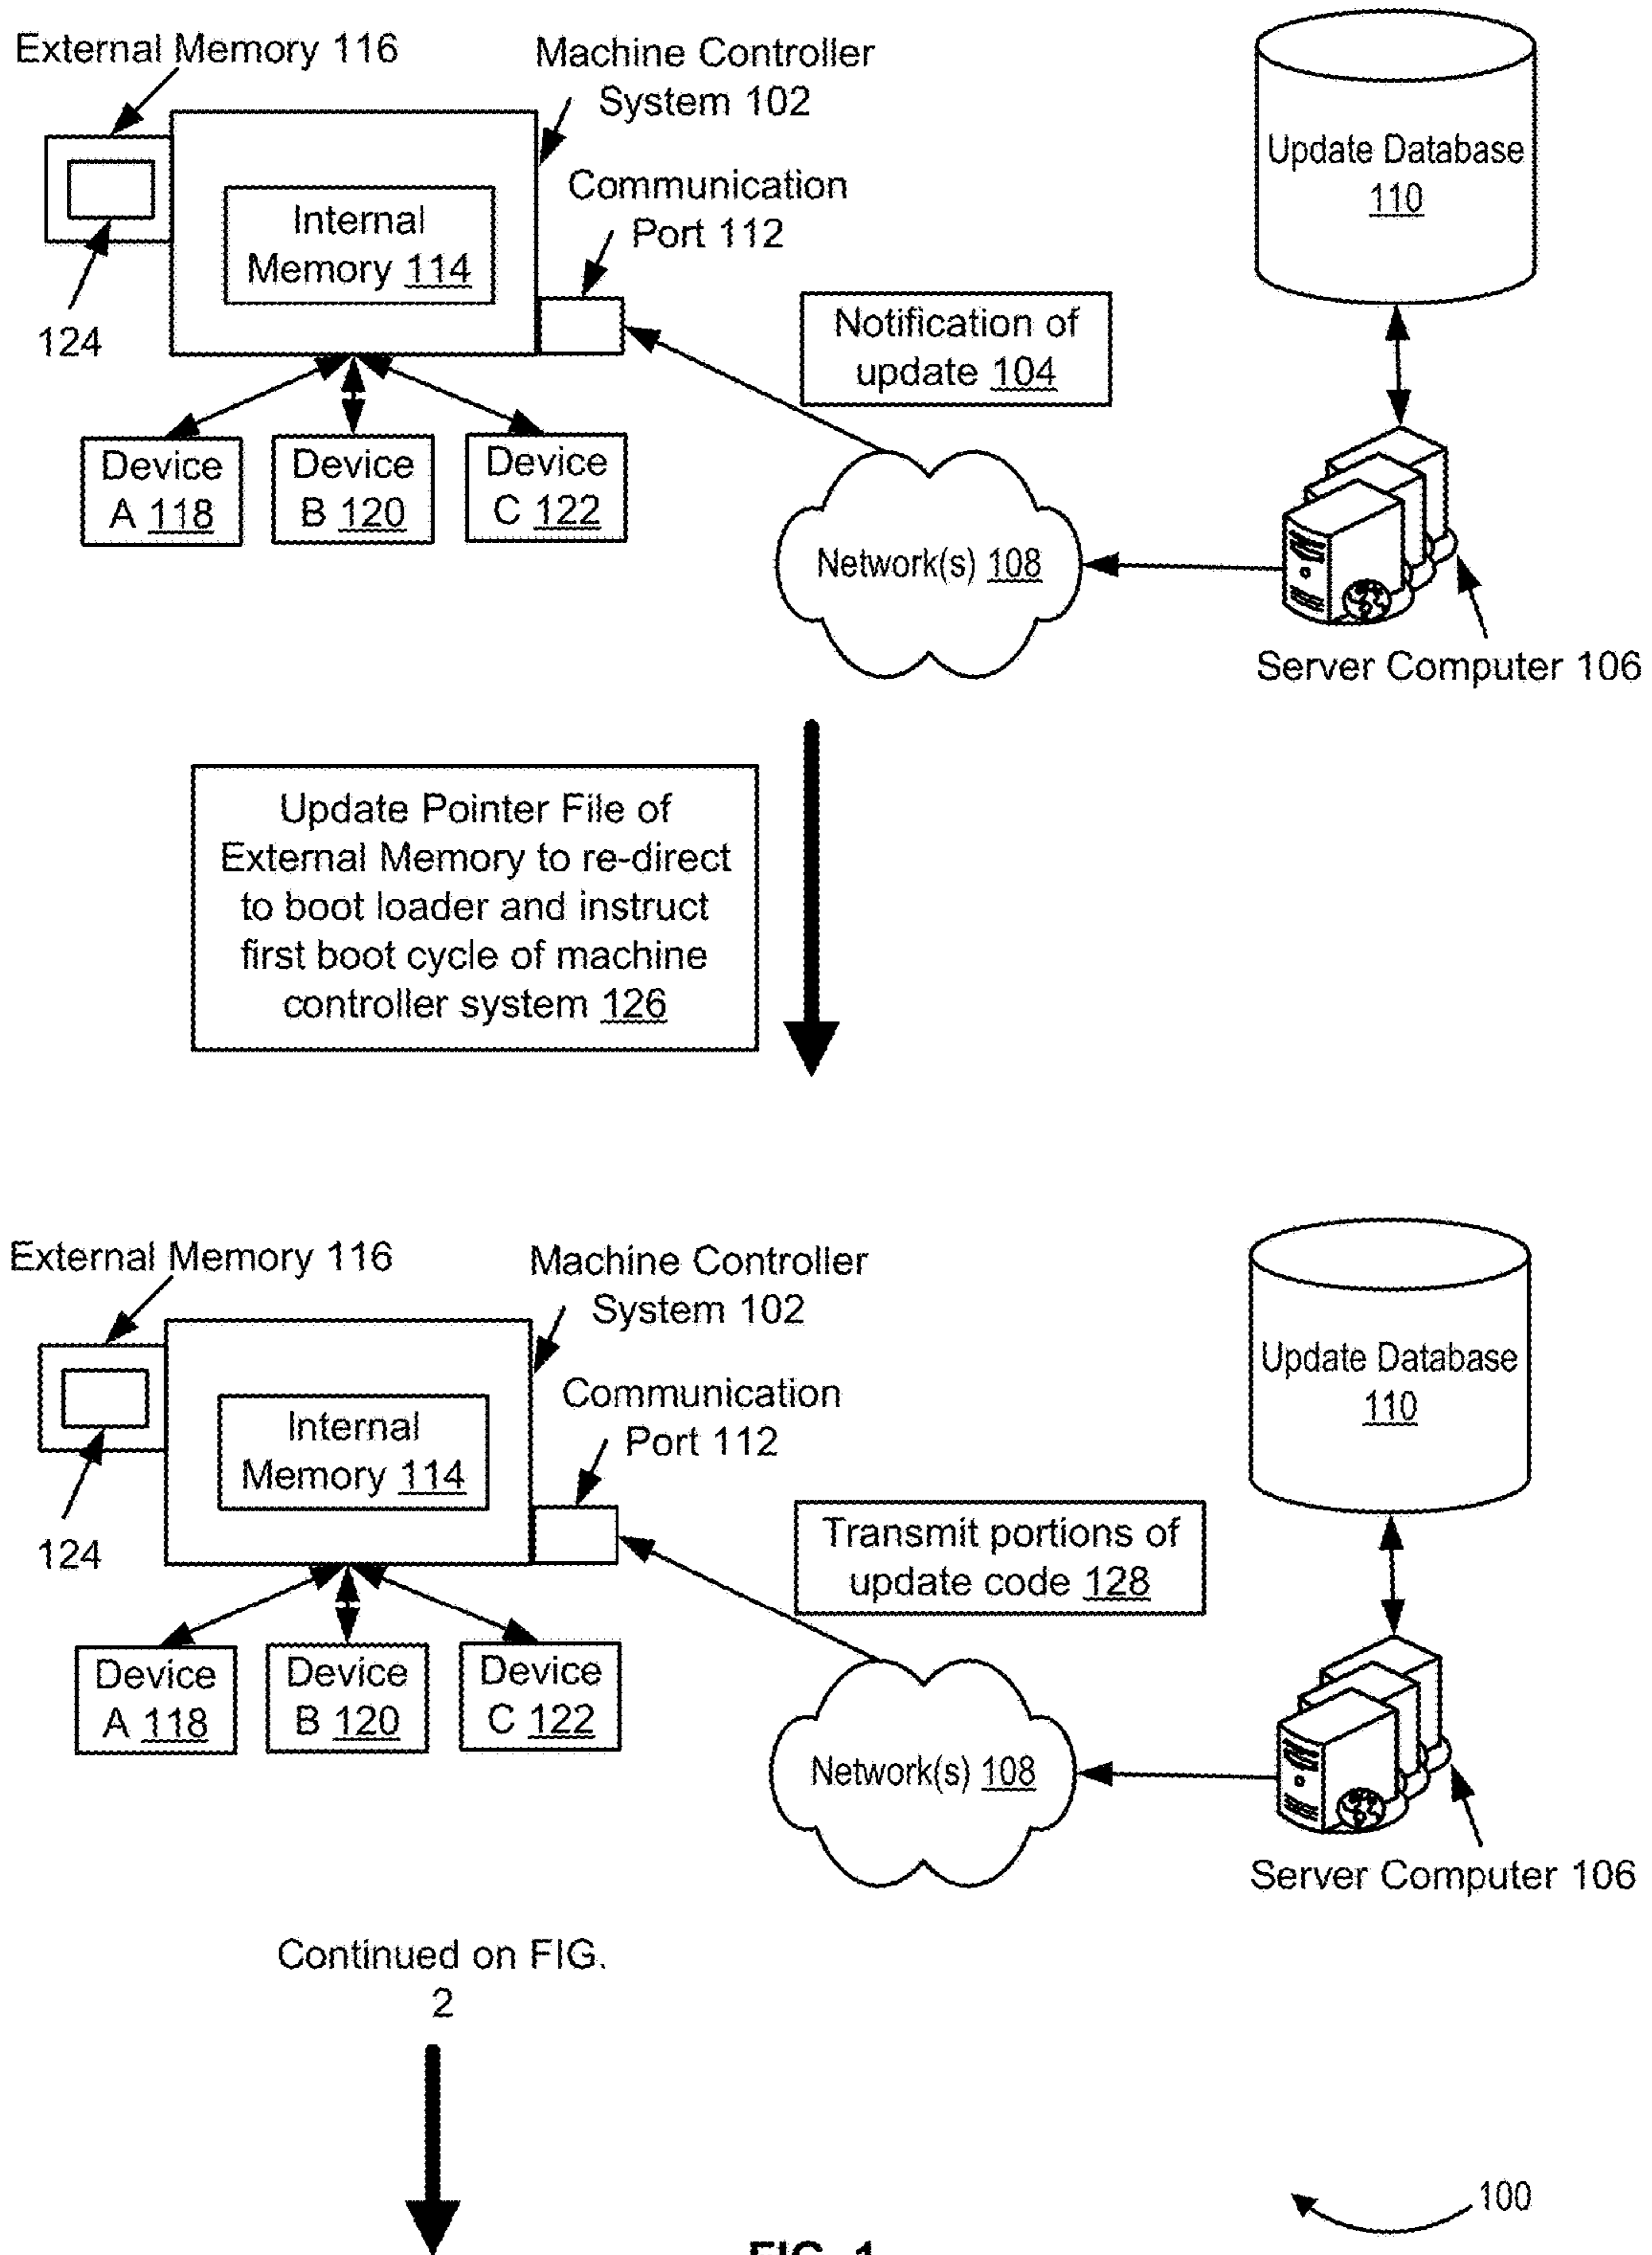 External Memory 116
Machine Controller
System 102
Communication
Port 112
Internal
Memory 114
124
Update Database
110
Notification of
update 104
Device
A 118
Device
B 120
Device
C 122
Network(s) 108
Server Computer 106
Update Pointer File of
External Memory to re-direct
to boot loader and instruct
first boot cycle of machine
controller system 126
External Memory 116
Machine Controller
System 102
Communication
Port 112
Internal
Memory 114
124
Update Database
110
Transmit portions of
update code 128
Device
A 118
Device
B 120
Device
C 122
Network(s) 108
Server Computer 106
Continued on FIG.
2
100
FIG. 1